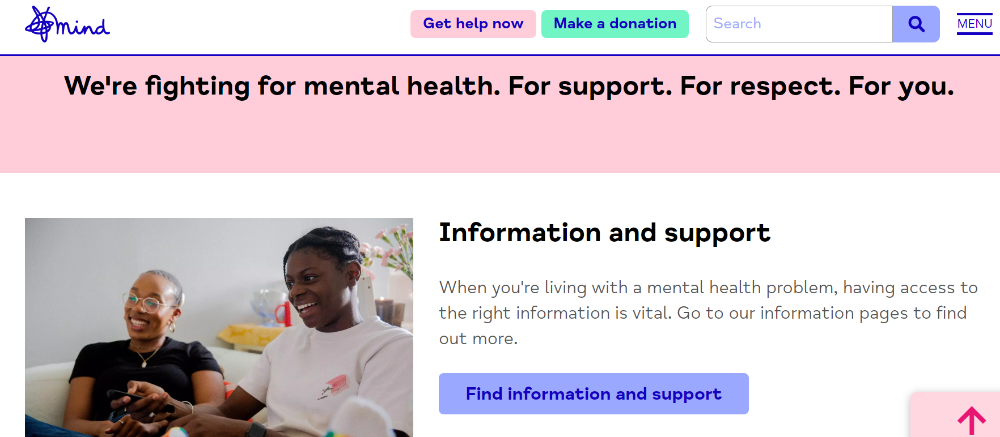 mind
Get help now
Make a donation
Search
MENU
We're fighting for mental health. For support. For respect. For you.
Information and support
When you're living with a mental health problem, having access to
the right information is vital. Go to our information pages to find
out more.
Find information and support